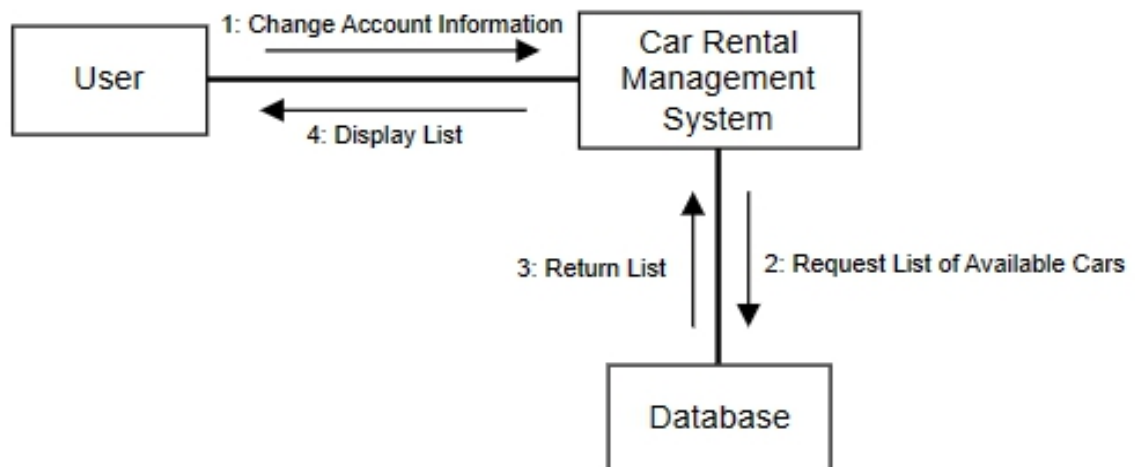 1: Change Account Information
User
Car Rental
Management
System
4: Display List
3: Return List
2: Request List of Available Cars
Database